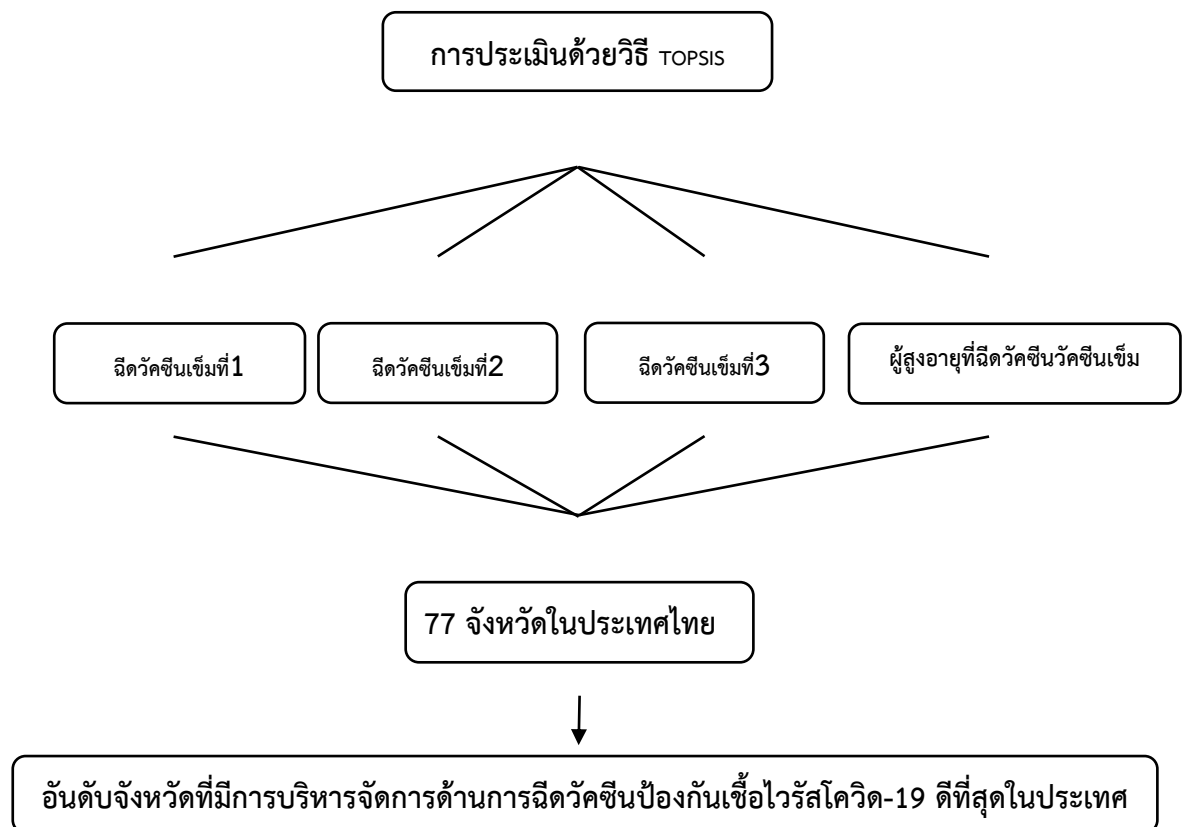 การประเมินด้วยวิธี TOPSIS
ฉีดวัคซีนเข็มที่1
ฉีดวัคซีนเข็มที่2
ฉีดวัคซีนเข็มที่3
ผู้สูงอายุที่ฉีดวัคซีนวัคซีนเข็ม
77 จังหวัดในประเทศไทย
อันดับจังหวัดที่มีการบริหารจัดการด้านการฉีดวัคซีนป้องกันเชื้อไวรัสโควิด-19 ดีที่สุดในประเทศ